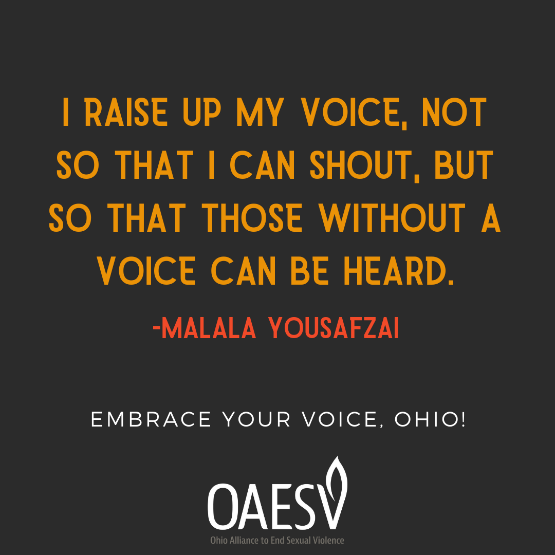 I RAISE UP MY VOICE, NOT
SO THAT I CAN SHOUT, BUT
SO THAT THOSE WITHOUT A
VOICE CAN BE HEARD.
-MALALA YOUSAFZAI
EMBRACE YOUR VOICE, OHIO!
OAESV
Ohio Alliance to End Sexual Violence